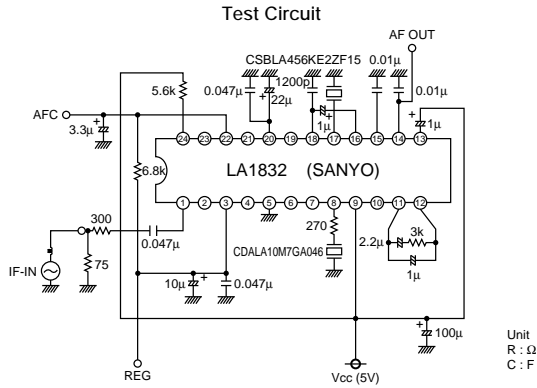 Test Circuit
AF OUT
CSBLA456KE2ZF15
0.01μ
5.6k
0.047μ
1200p
0.01μ
22μ
1μ
1μ
AFC
3.3μ
24 23 22 21 20 19 18 17 16 15 14 13
6.8k
LA1832 (SANYO)
1 2 3 4 5 6 7 8 9 10 11 12
300
0.047μ
270
2.2μ
3k
IF-IN
75
CDALA10M7GA046
10μ
0.047μ
1μ
100μ
REG
Vcc (5V)
Unit
R : Ω
C : F